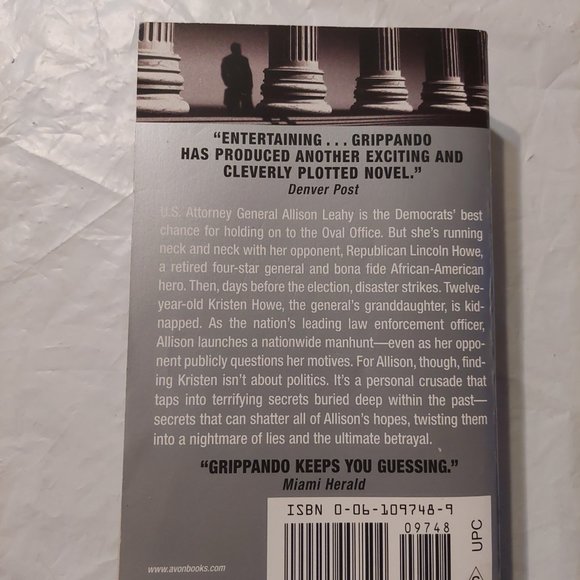 “ENTERTAINING . . . GRIPPANDO
HAS PRODUCED ANOTHER EXCITING AND
CLEVERLY PLOTTED NOVEL.”
Denver Post
U.S. Attorney General Allison Leahy is the Democrats’ best
chance for holding on to the Oval Office. But she’s running
neck and neck with her opponent, Republican Lincoln Howe,
a retired four-star general and bona fide African-American
hero. Then, days before the election, disaster strikes. Twelve-
year-old Kristen Howe, the general’s granddaughter, is kid-
napped. As the nation’s leading law enforcement officer,
Allison launches a nationwide manhunt—even as her oppo-
nent publicly questions her motives. For Allison, though, find-
ing Kristen isn’t about politics. It’s a personal crusade that
taps into terrifying secrets buried deep within the past—
secrets that can shatter all of Allison’s hopes, twisting them
into a nightmare of lies and the ultimate betrayal.
“GRIPPANDO KEEPS YOU GUESSING.”
Miami Herald
ISBN 0-06-109748-9
09748
UPC
www.avonbooks.com